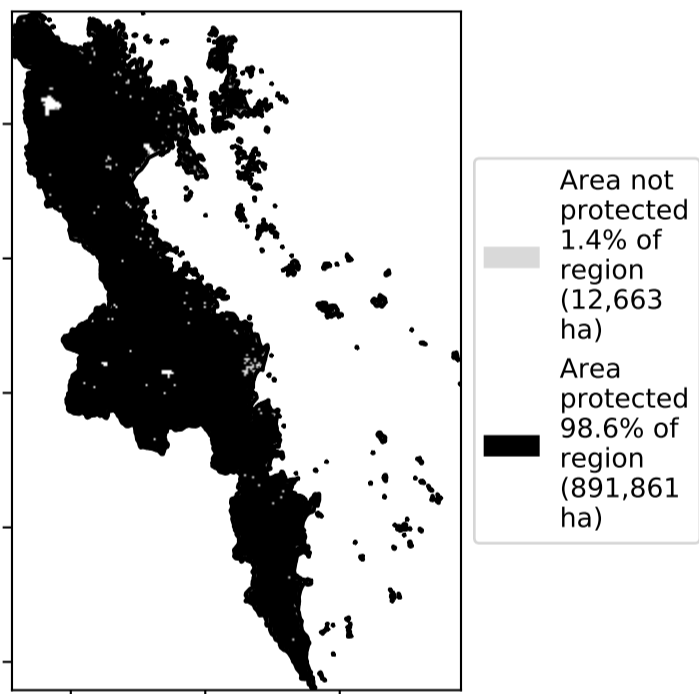 Area not
protected
1.4% of
region
(12,663
ha)
Area
protected
98.6% of
region
(891,861
ha)